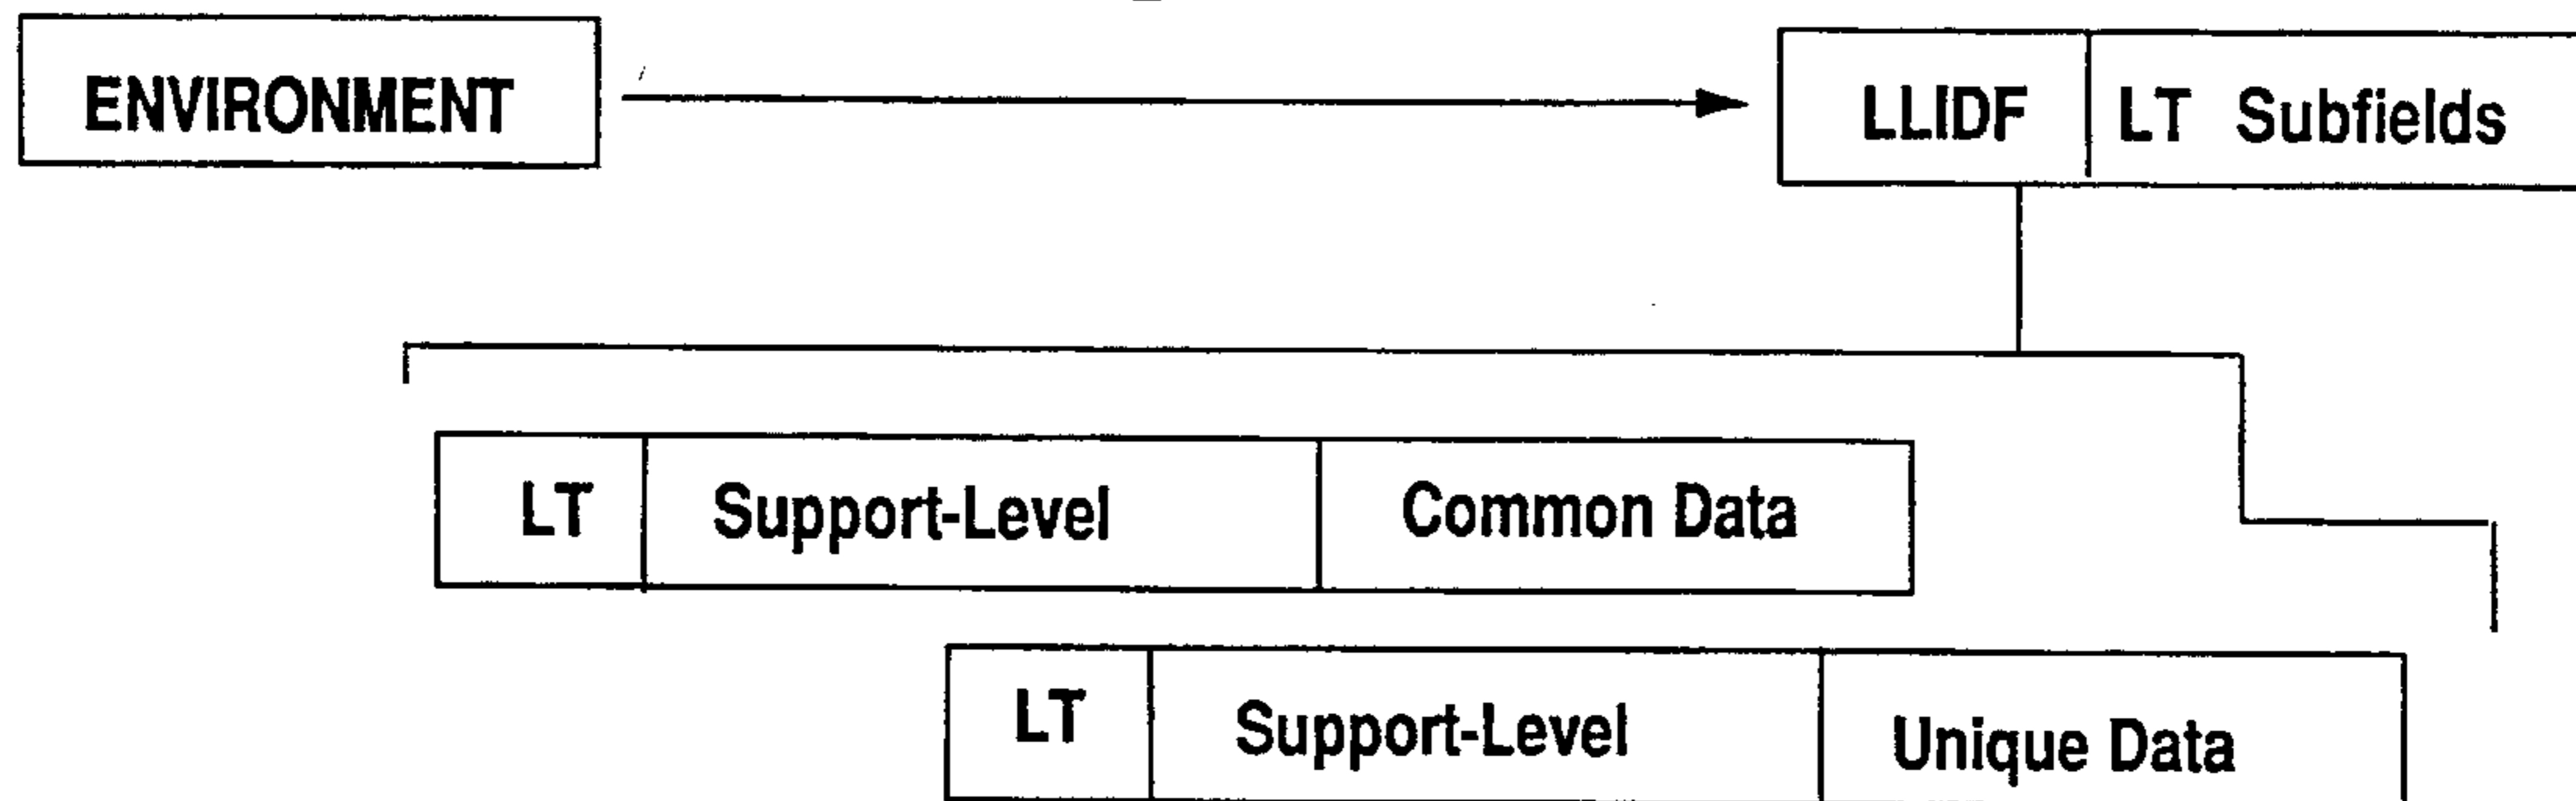 ENVIRONMENT
LLIDF LT Subfields
LT Support-Level Common Data
LT Support-Level Unique Data